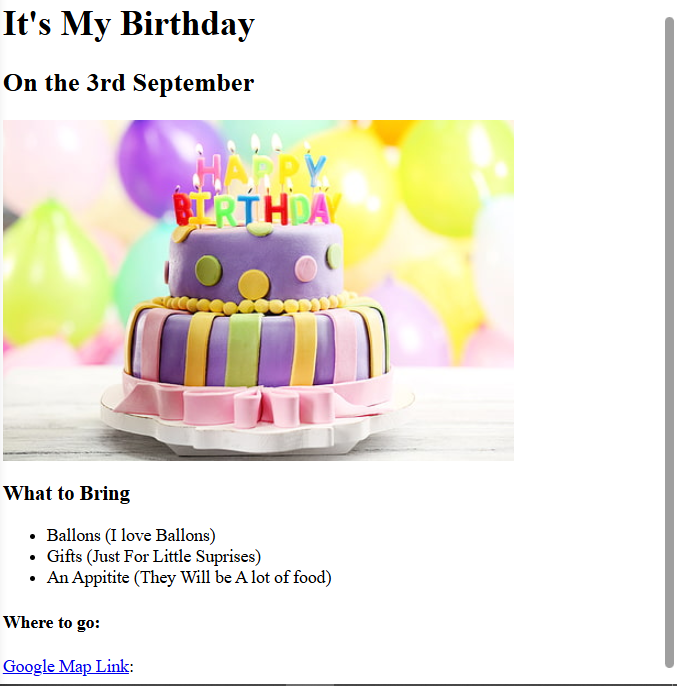 It's My Birthday
On the 3rd September
HAPPY
BIRTHDAY
What to Bring
Ballons (I love Ballons)
Gifts (Just For Little Suprises)
An Appitite (They Will be A lot of food)
Where to go:
Google Map Link: